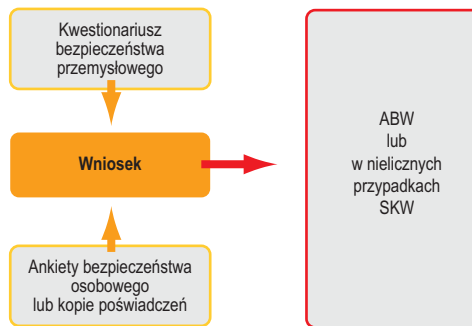 Kwestionariusz
bezpieczeństwa
przemysłowego
Wniosek
Ankiety bezpieczeństwa
osobowego
lub kopie poświadczeń
ABW
lub
w nielicznych
przypadkach
SKW